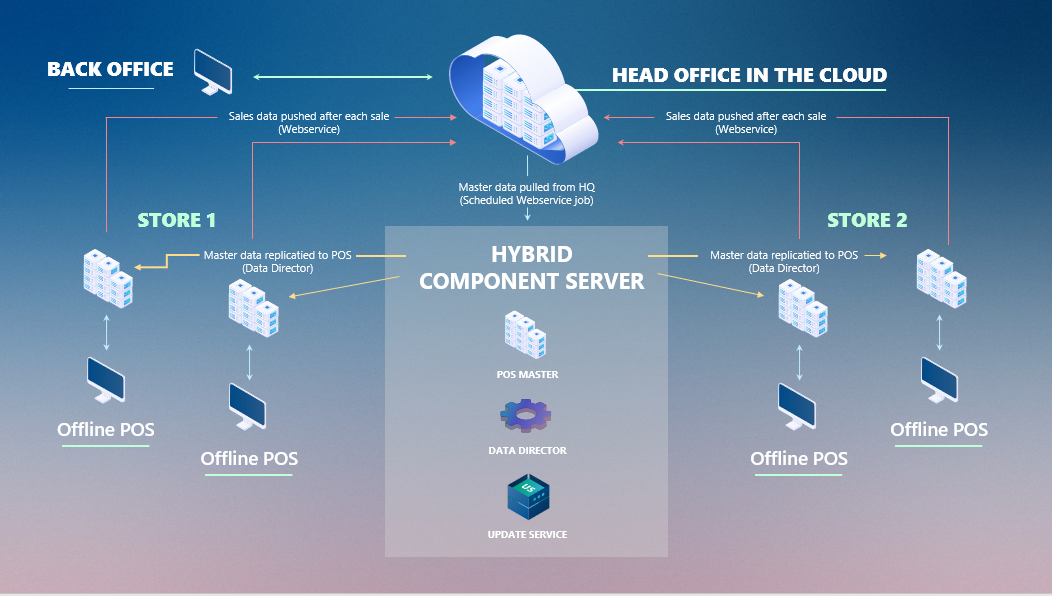 BACK OFFICE
HEAD OFFICE IN THE CLOUD
Sales data pushed after each sale
(Webservice)
Sales data pushed after each sale
(Webservice)
Master data pulled from HQ
(Scheduled Webservice job)
STORE 1
STORE 2
Master data replicatied to POS
(Data Director)
HYBRID
COMPONENT SERVER
Master data replicatied to POS
(Data Director)
POS MASTER
DATA DIRECTOR
US
UPDATE SERVICE
Offline POS
Offline POS
Offline POS
Offline POS